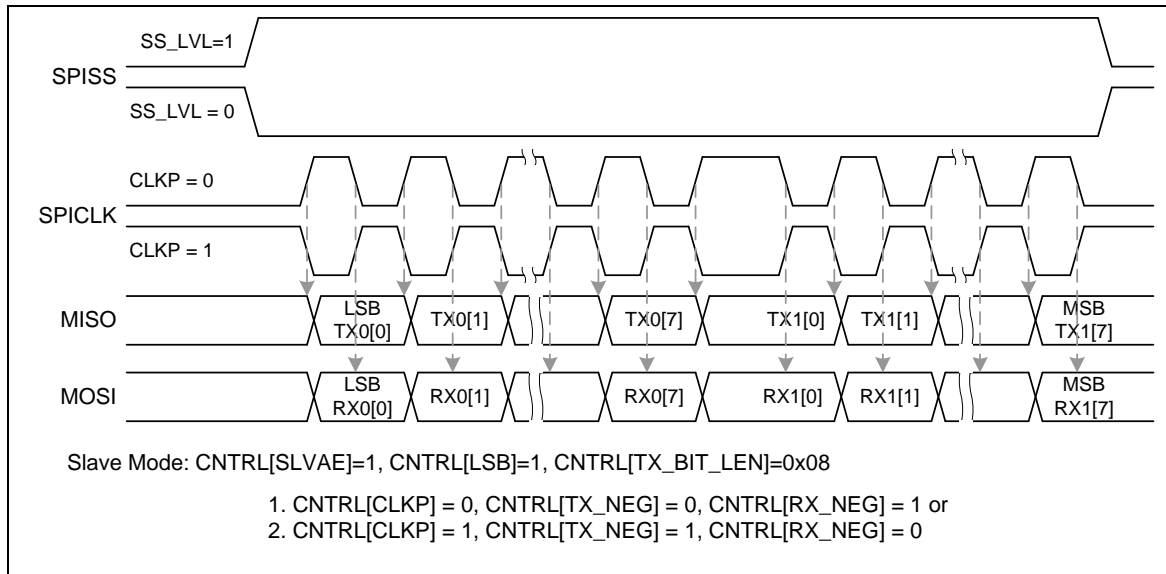 SS_LVL=1
SPISS
SS_LVL = 0
CLKP = 0
SPICLK
CLKP = 1
MISO
LSB
TX0[0]
TX0[1]
TX0[7]
TX1[0]
TX1[1]
MSB
TX1[7]
MOSI
LSB
RX0[0]
RX0[1]
RX0[7]
RX1[0]
RX1[1]
MSB
RX1[7]
Slave Mode: CNTRL[SLVAE]=1, CNTRL[LSB]=1, CNTRL[TX_BIT_LEN]=0x08
1. CNTRL[CLKP] = 0, CNTRL[TX_NEG] = 0, CNTRL[RX_NEG] = 1 or
2. CNTRL[CLKP] = 1, CNTRL[TX_NEG] = 1, CNTRL[RX_NEG] = 0